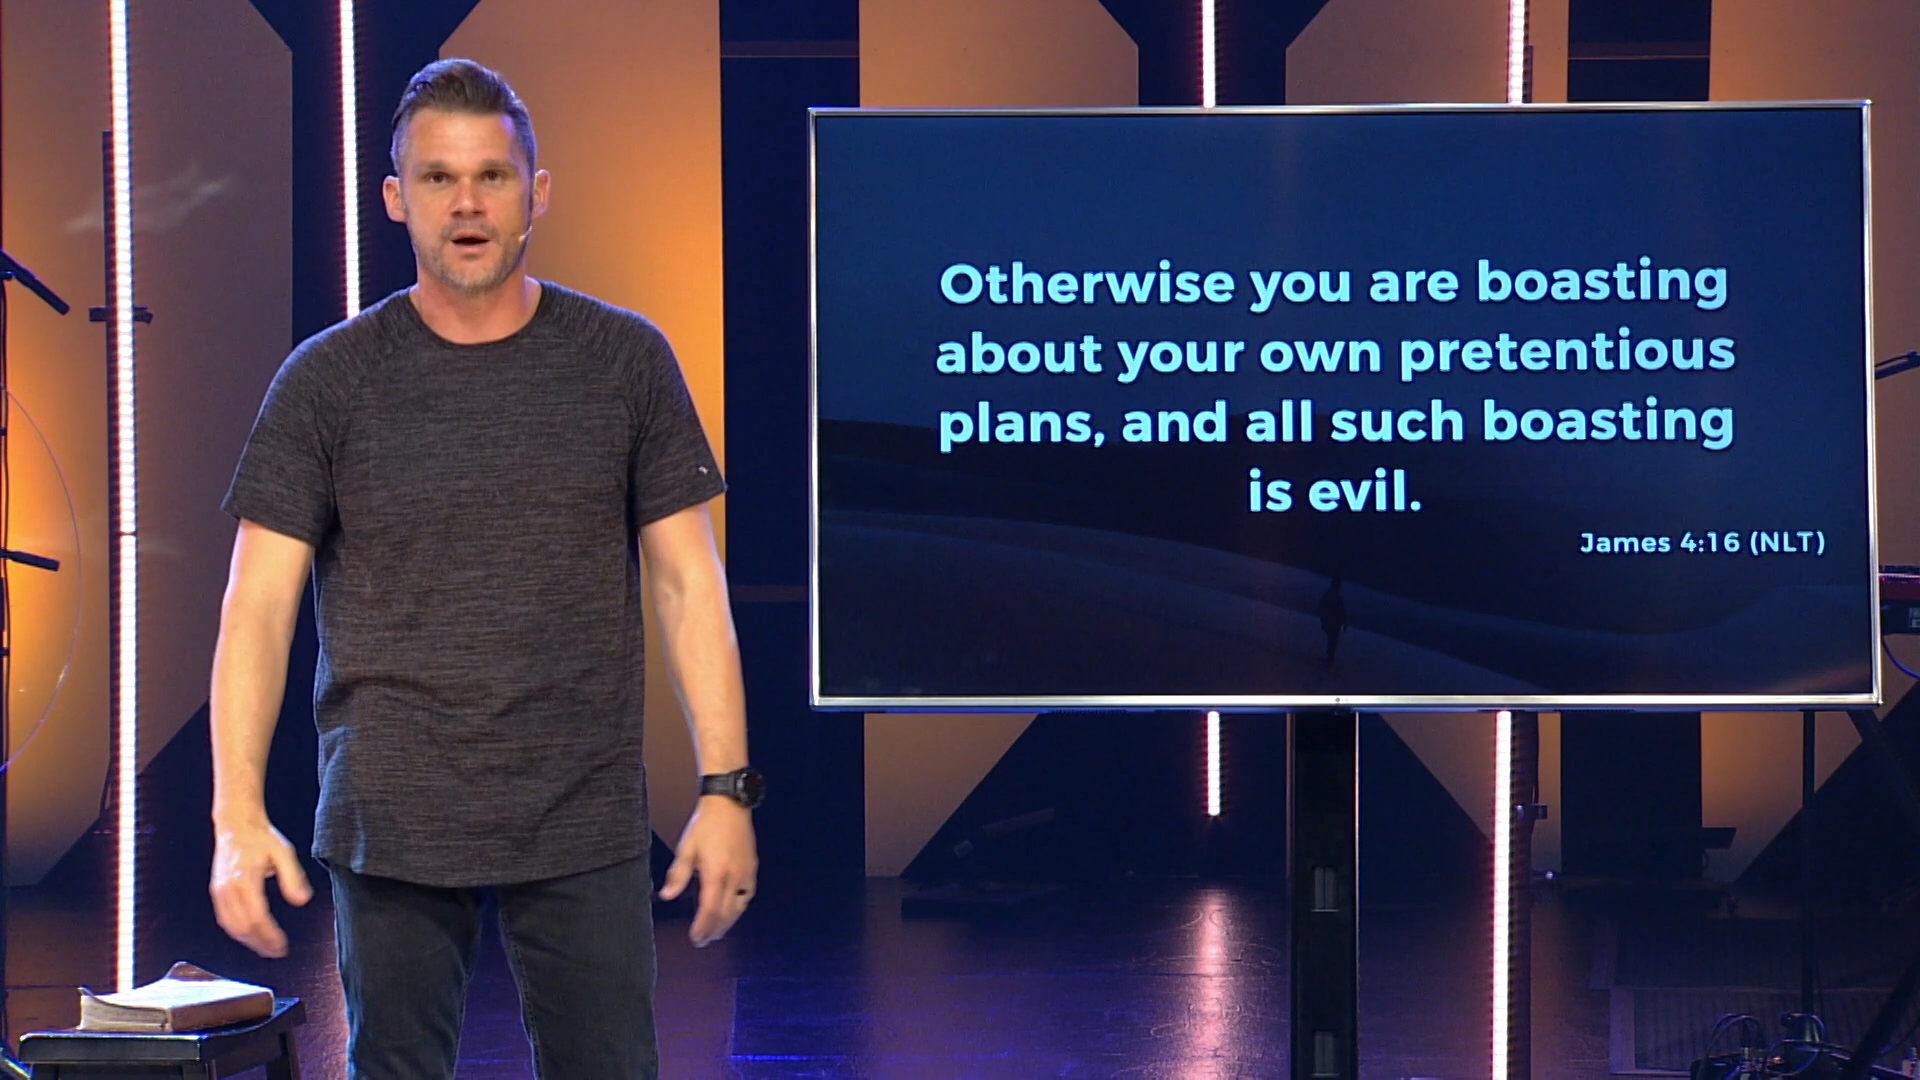 Otherwise you are boasting
about your own pretentious
plans, and all such boasting
is evil.
James 4:16 (NLT)